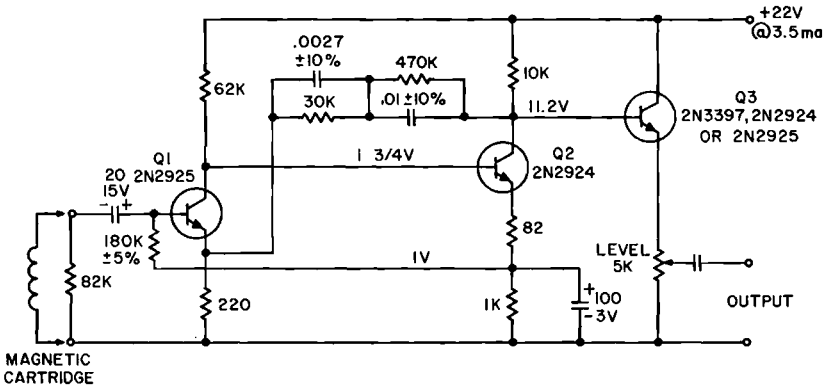 +22V
@3.5ma
.0027
±10%
470K
62K
30K
.01±10%
10K
11.2V
Q3
2N3397,2N2924
OR 2N2925
Q1
2N2925
1 3/4V
Q2
2N2924
20
15V
- +
180K
±5%
82K
82
1V
LEVEL
5K
220
1K
+
100
-3V
OUTPUT
MAGNETIC
CARTRIDGE